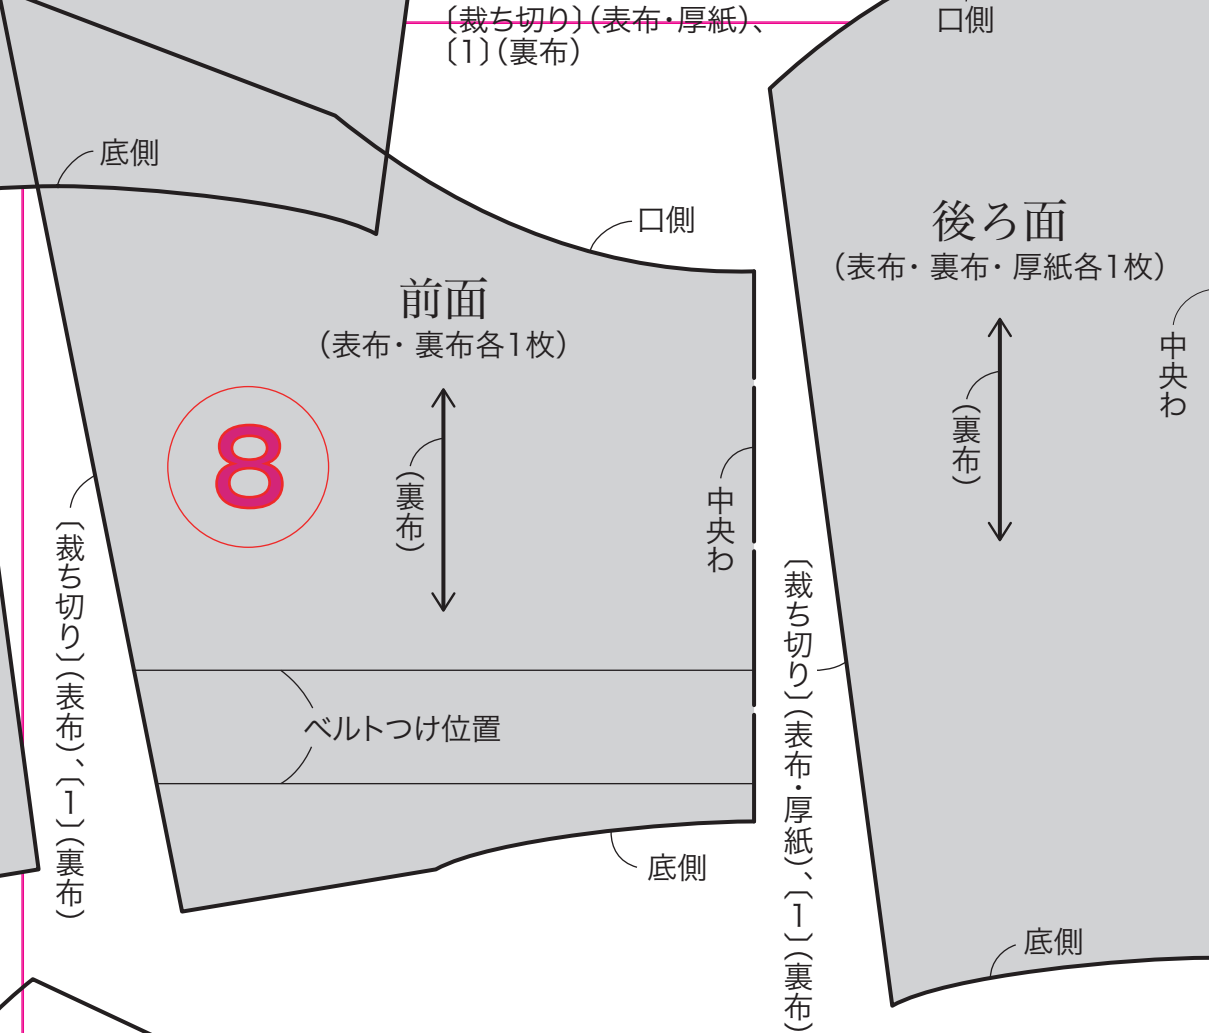 〔裁ち切り〕（表布・厚紙）、
〔1〕（裏布）
口側
底側
口側
前面
（表布・裏布各1枚）
8
（裏布）
中央わ
〔裁ち切り〕（表布）、〔1〕（裏布）
ベルトつけ位置
底側
後ろ面
（表布・裏布・厚紙各1枚）
（裏布）
中央わ
〔裁ち切り〕（表布・厚紙）、〔1〕（裏布）
底側